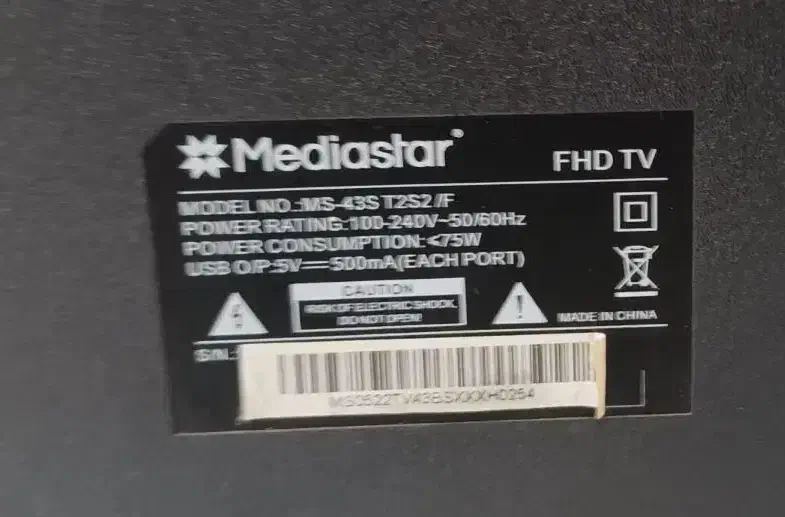 Mediastar
FHD TV
MODEL NO.:MS-43S T2S2 /F
POWER RATING:100-240V~50/60Hz
POWER CONSUMPTION:<75W
USB O/P:5V⎓500mA(EACH PORT)
CAUTION
RISK OF ELECTRIC SHOCK
DO NOT OPEN!
MADE IN CHINA
S/N.: